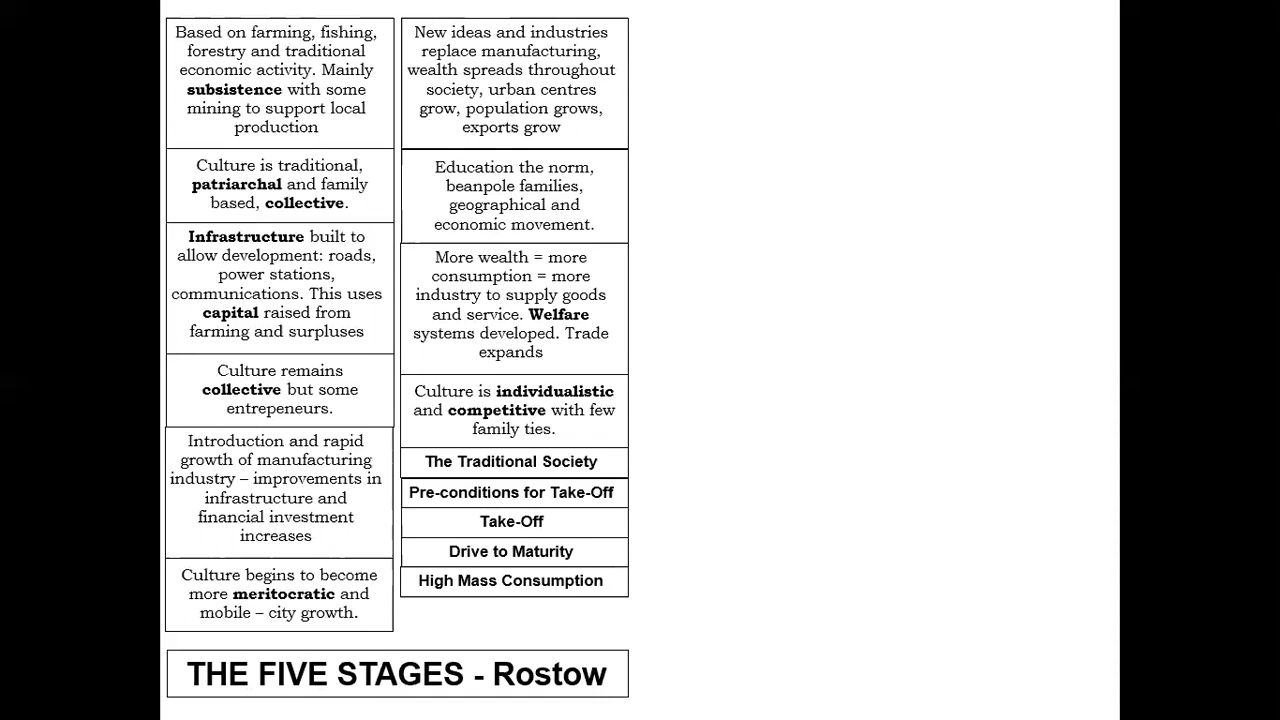 Based on farming, fishing,
forestry and traditional
economic activity. Mainly
subsistence with some
mining to support local
production
Culture is traditional,
patriarchal and family
based, collective.
Infrastructure built to
allow development: roads,
power stations,
communications. This uses
capital raised from
farming and surpluses
Culture remains
collective but some
entrepeneurs.
Introduction and rapid
growth of manufacturing
industry – improvements in
infrastructure and
financial investment
increases
Culture begins to become
more meritocratic and
mobile – city growth.
New ideas and industries
replace manufacturing,
wealth spreads throughout
society, urban centres
grow, population grows,
exports grow
Education the norm,
beanpole families,
geographical and
economic movement.
More wealth = more
consumption = more
industry to supply goods
and service. Welfare
systems developed. Trade
expands
Culture is individualistic
and competitive with few
family ties.
The Traditional Society
Pre-conditions for Take-Off
Take-Off
Drive to Maturity
High Mass Consumption
THE FIVE STAGES - Rostow